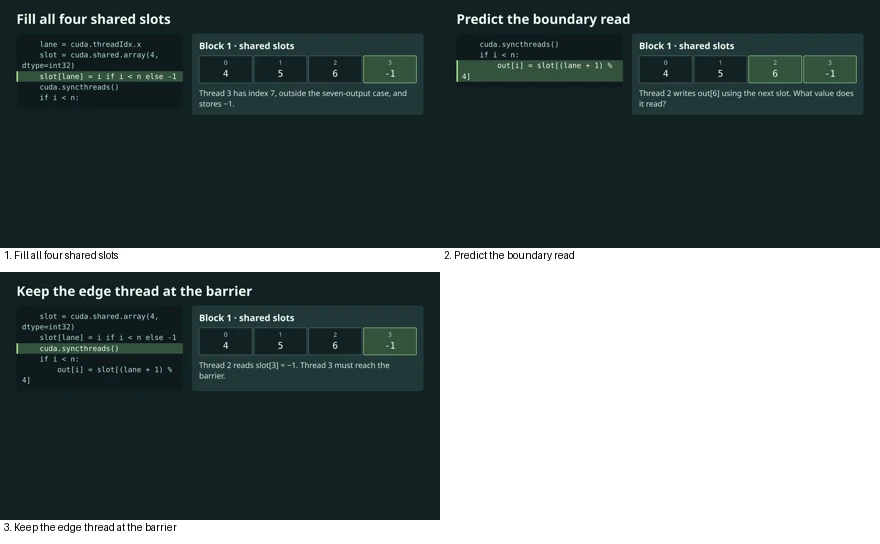 Fill all four shared slots
lane = cuda.threadIdx.x
slot = cuda.shared.array(4,
dtype=int32)
slot[lane] = i if i < n else -1
cuda.syncthreads()
if i < n:
Block 1 · shared slots
0 1 2 3
4 5 6 -1
Thread 3 has index 7, outside the seven-output case, and
stores −1.
1. Fill all four shared slots
Predict the boundary read
cuda.syncthreads()
if i < n:
out[i] = slot[(lane + 1) %
4]
Block 1 · shared slots
0 1 2 3
4 5 6 -1
Thread 2 writes out[6] using the next slot. What value does
it read?
2. Predict the boundary read
Keep the edge thread at the barrier
slot = cuda.shared.array(4,
dtype=int32)
slot[lane] = i if i < n else -1
cuda.syncthreads()
if i < n:
out[i] = slot[(lane + 1) %
4]
Block 1 · shared slots
0 1 2 3
4 5 6 -1
Thread 2 reads slot[3] = −1. Thread 3 must reach the
barrier.
3. Keep the edge thread at the barrier